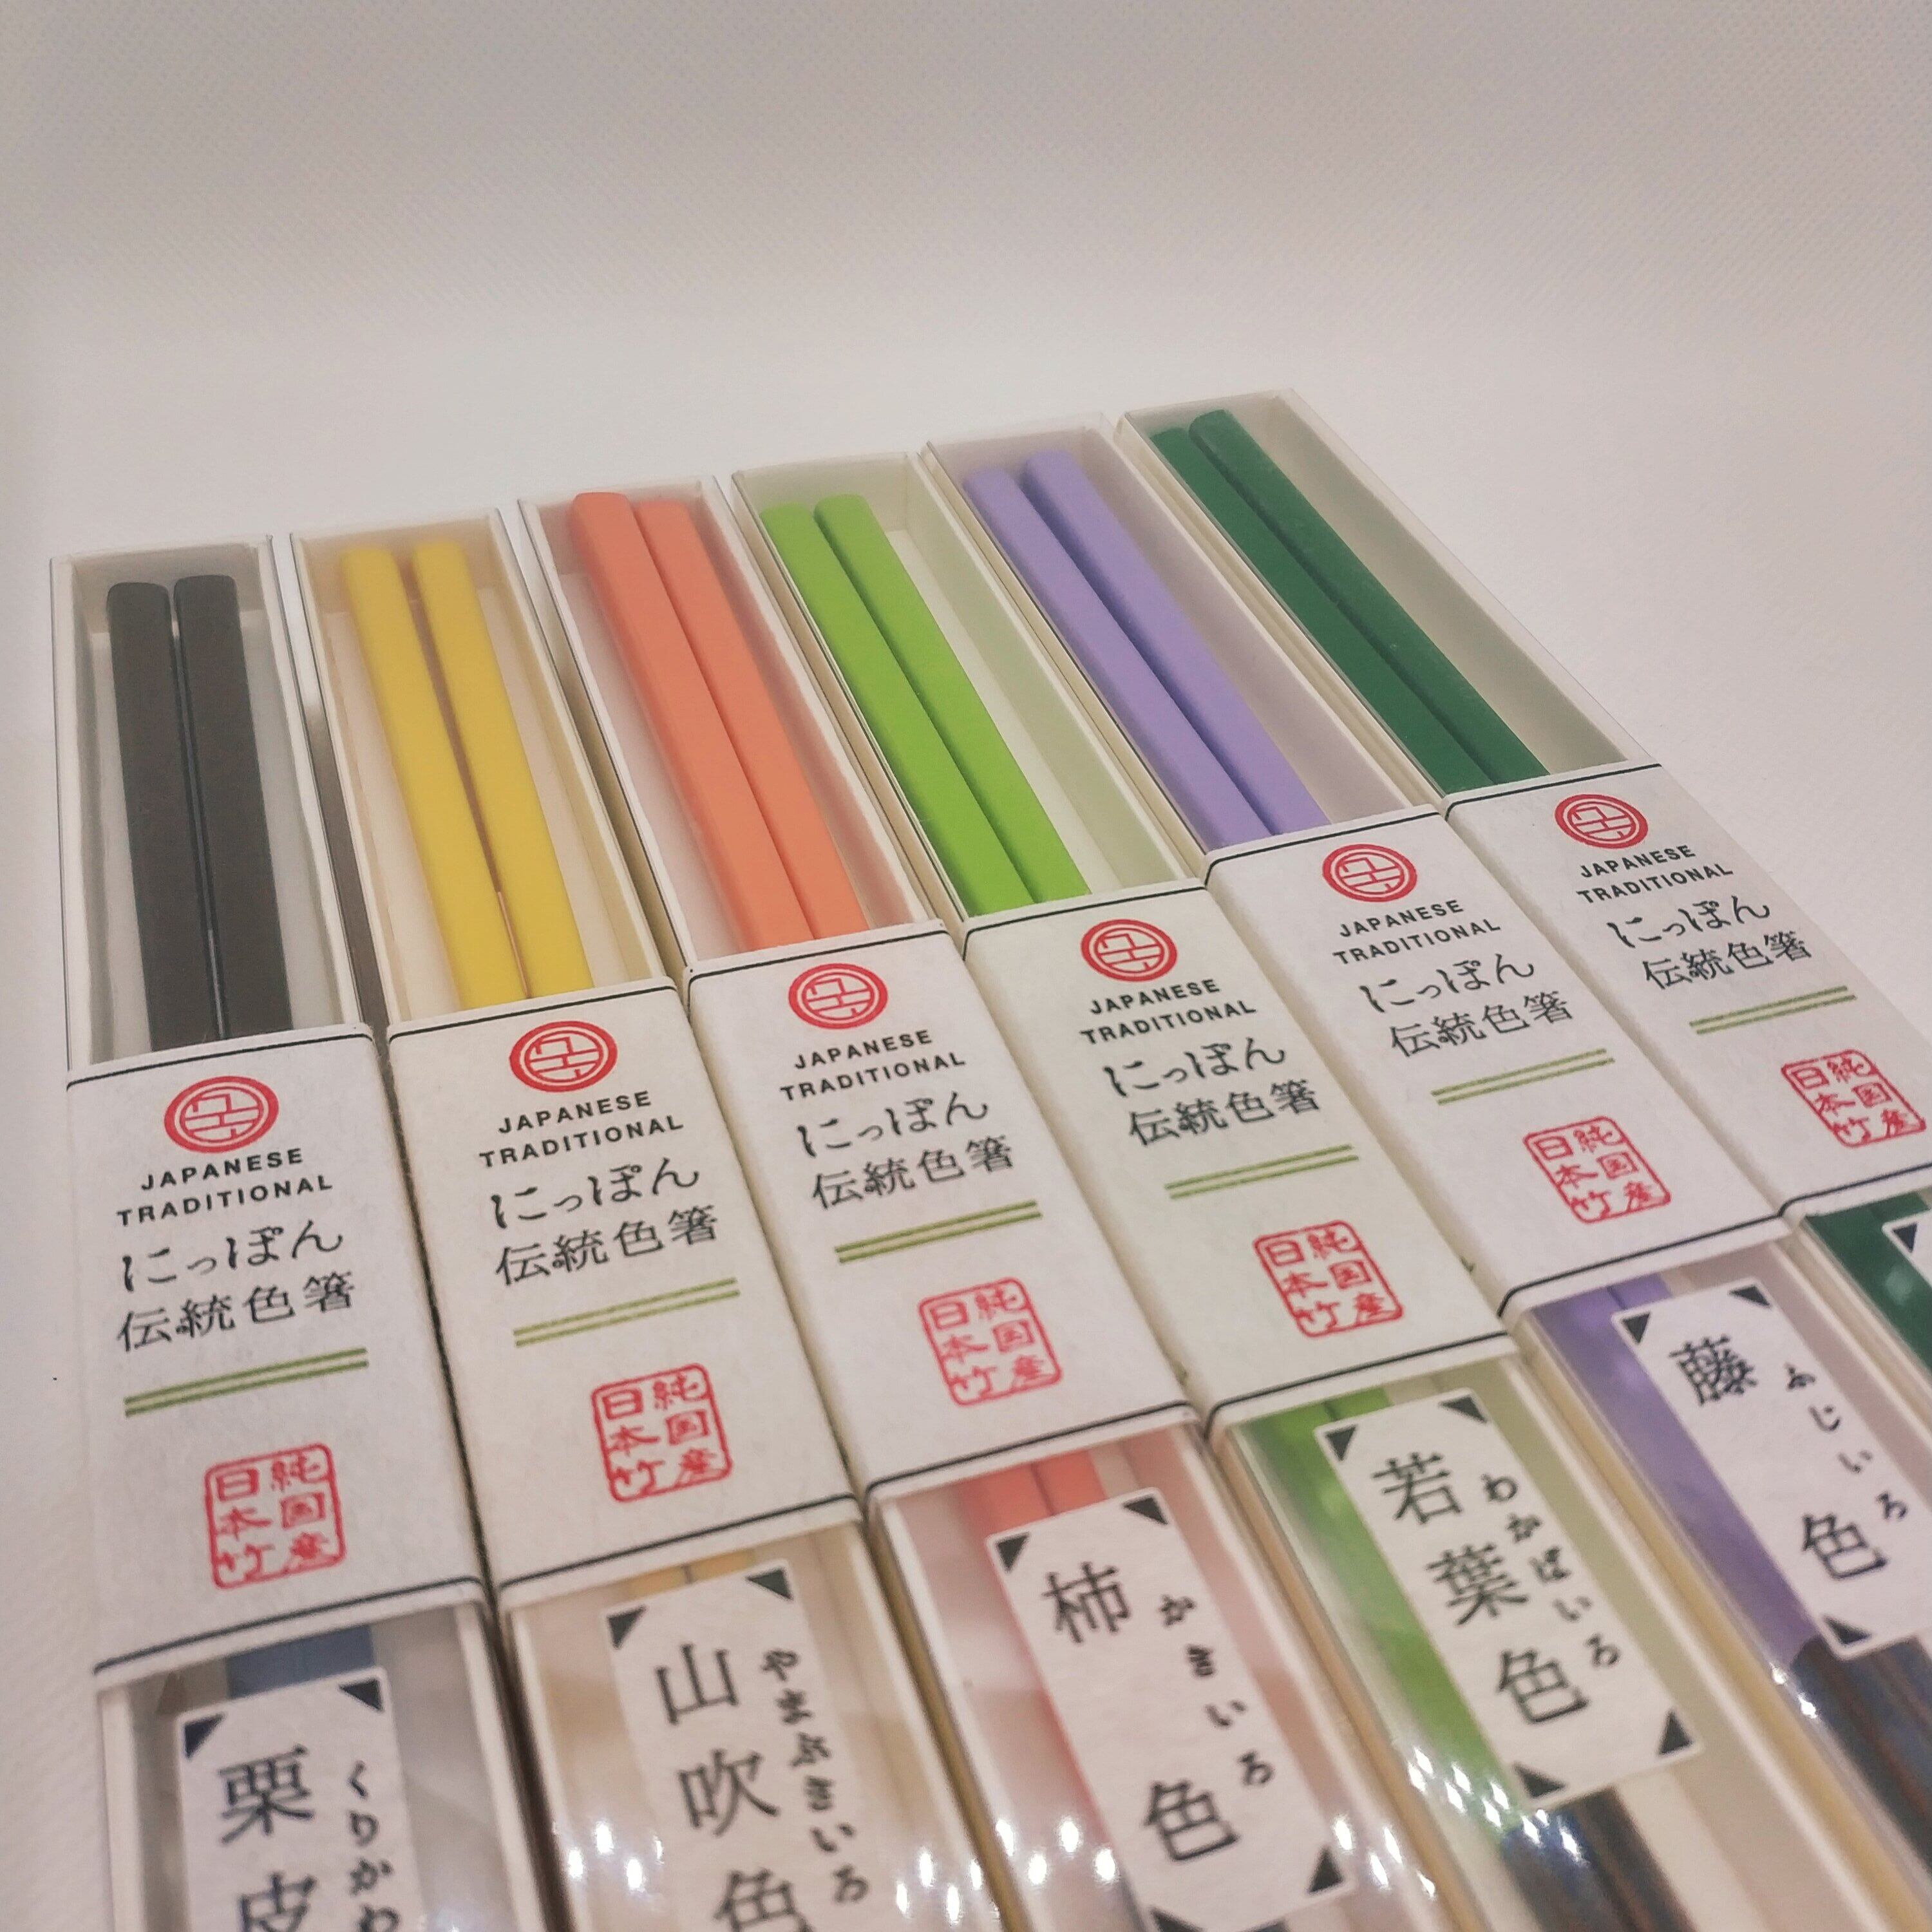 JAPANESE
TRADITIONAL
にっぽん
伝統色箸
純国産
日本竹
栗皮
くりかわ
JAPANESE
TRADITIONAL
にっぽん
伝統色箸
純国産
日本竹
山吹色
やまぶきいろ
JAPANESE
TRADITIONAL
にっぽん
伝統色箸
純国産
日本竹
柿色
かきいろ
JAPANESE
TRADITIONAL
にっぽん
伝統色箸
純国産
日本竹
若葉色
わかばいろ
JAPANESE
TRADITIONAL
にっぽん
伝統色箸
純国産
日本竹
藤色
ふじいろ
JAPANESE
TRADITIONAL
にっぽん
伝統色箸
純国産
日本竹